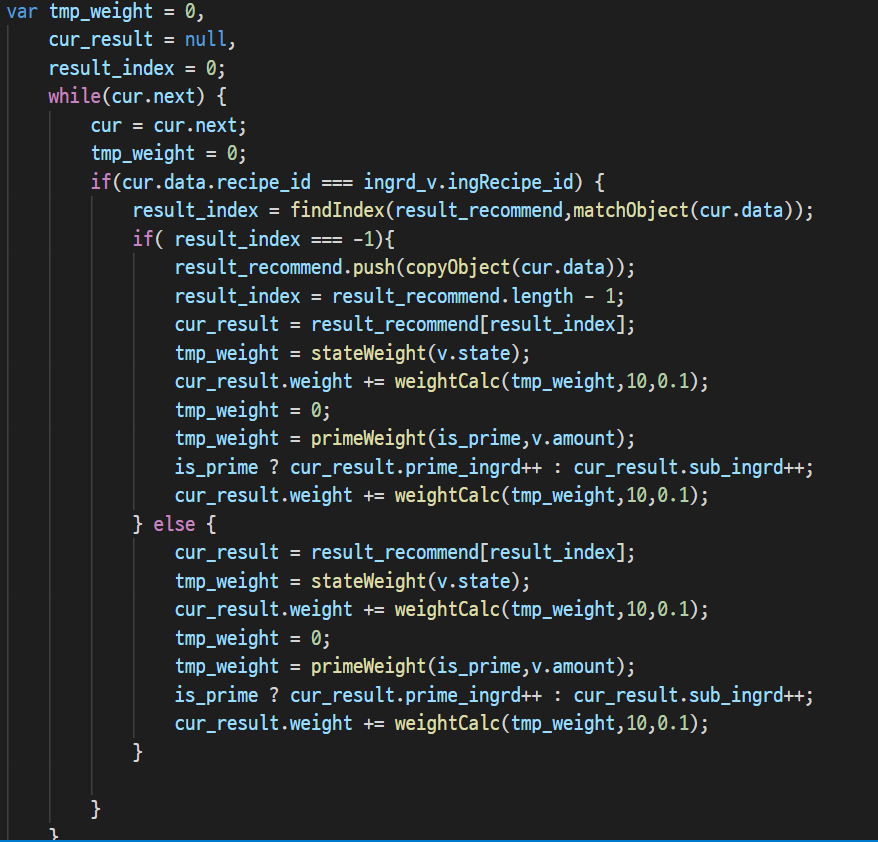 var tmp_weight = 0,
    cur_result = null,
    result_index = 0;
    while(cur.next) {
        cur = cur.next;
        tmp_weight = 0;
        if(cur.data.recipe_id === ingrd_v.ingRecipe_id) {
            result_index = findIndex(result_recommend,matchObject(cur.data));
            if( result_index === -1){
                result_recommend.push(copyObject(cur.data));
                result_index = result_recommend.length - 1;
                cur_result = result_recommend[result_index];
                tmp_weight = stateWeight(v.state);
                cur_result.weight += weightCalc(tmp_weight,10,0.1);
                tmp_weight = 0;
                tmp_weight = primeWeight(is_prime,v.amount);
                is_prime ? cur_result.prime_ingrd++ : cur_result.sub_ingrd++;
                cur_result.weight += weightCalc(tmp_weight,10,0.1);
            } else {
                cur_result = result_recommend[result_index];
                tmp_weight = stateWeight(v.state);
                cur_result.weight += weightCalc(tmp_weight,10,0.1);
                tmp_weight = 0;
                tmp_weight = primeWeight(is_prime,v.amount);
                is_prime ? cur_result.prime_ingrd++ : cur_result.sub_ingrd++;
                cur_result.weight += weightCalc(tmp_weight,10,0.1);
            }
        }
    }